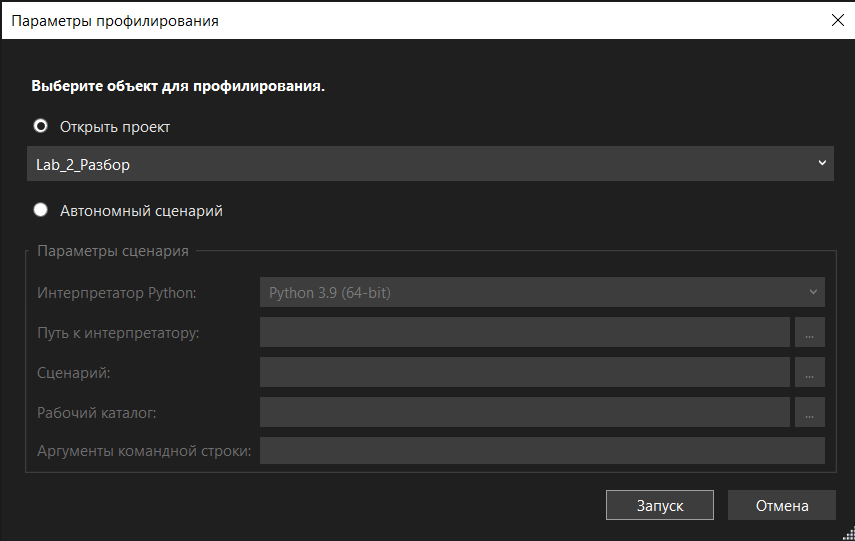 Параметры профилирования
Выберите объект для профилирования.
Открыть проект
Lab_2_Разбор
Автономный сценарий
Параметры сценария
Интерпретатор Python:
Python 3.9 (64-bit)
Путь к интерпретатору:
...
Сценарий:
...
Рабочий каталог:
...
Аргументы командной строки:
Запуск
Отмена